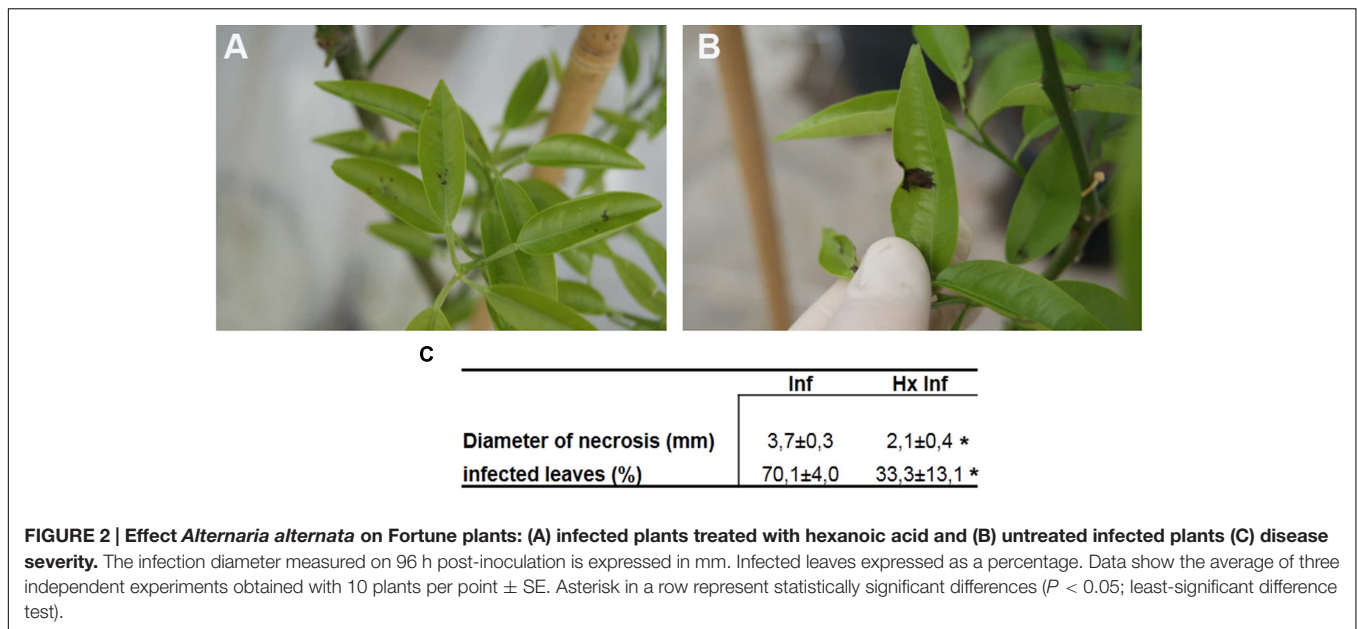 A
B
C
Inf Hx Inf
Diameter of necrosis (mm) 3,7±0,3 2,1±0,4 *
infected leaves (%) 70,1±4,0 33,3±13,1 *
FIGURE 2 | Effect Alternaria alternata on Fortune plants: (A) infected plants treated with hexanoic acid and (B) untreated infected plants (C) disease
severity. The infection diameter measured on 96 h post-inoculation is expressed in mm. Infected leaves expressed as a percentage. Data show the average of three
independent experiments obtained with 10 plants per point ± SE. Asterisk in a row represent statistically significant differences (P < 0.05; least-significant difference
test).